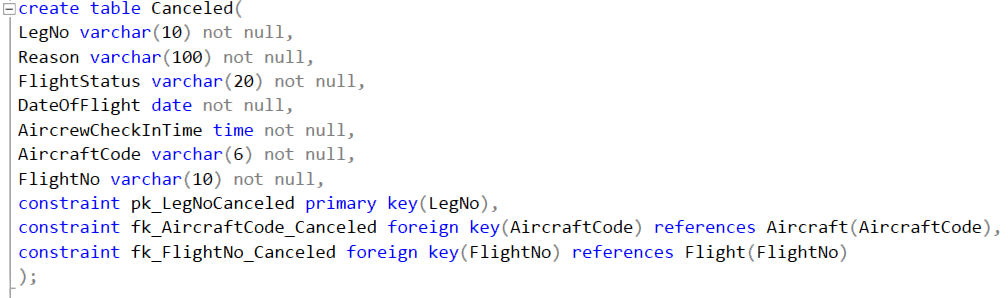 create table Canceled(
LegNo varchar(10) not null,
Reason varchar(100) not null,
FlightStatus varchar(20) not null,
DateOfFlight date not null,
AircrewCheckInTime time not null,
AircraftCode varchar(6) not null,
FlightNo varchar(10) not null,
constraint pk_LegNoCanceled primary key(LegNo),
constraint fk_AircraftCode_Canceled foreign key(AircraftCode) references Aircraft(AircraftCode),
constraint fk_FlightNo_Canceled foreign key(FlightNo) references Flight(FlightNo)
);